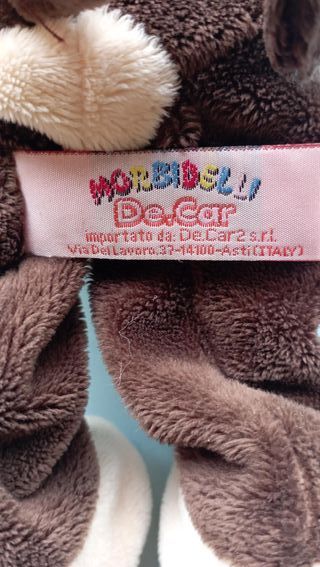 MORBIDELLI
De.Car
importato da: De.Car2 s.r.l.
Via Del Lavoro.37-14100-Asti(ITALY)